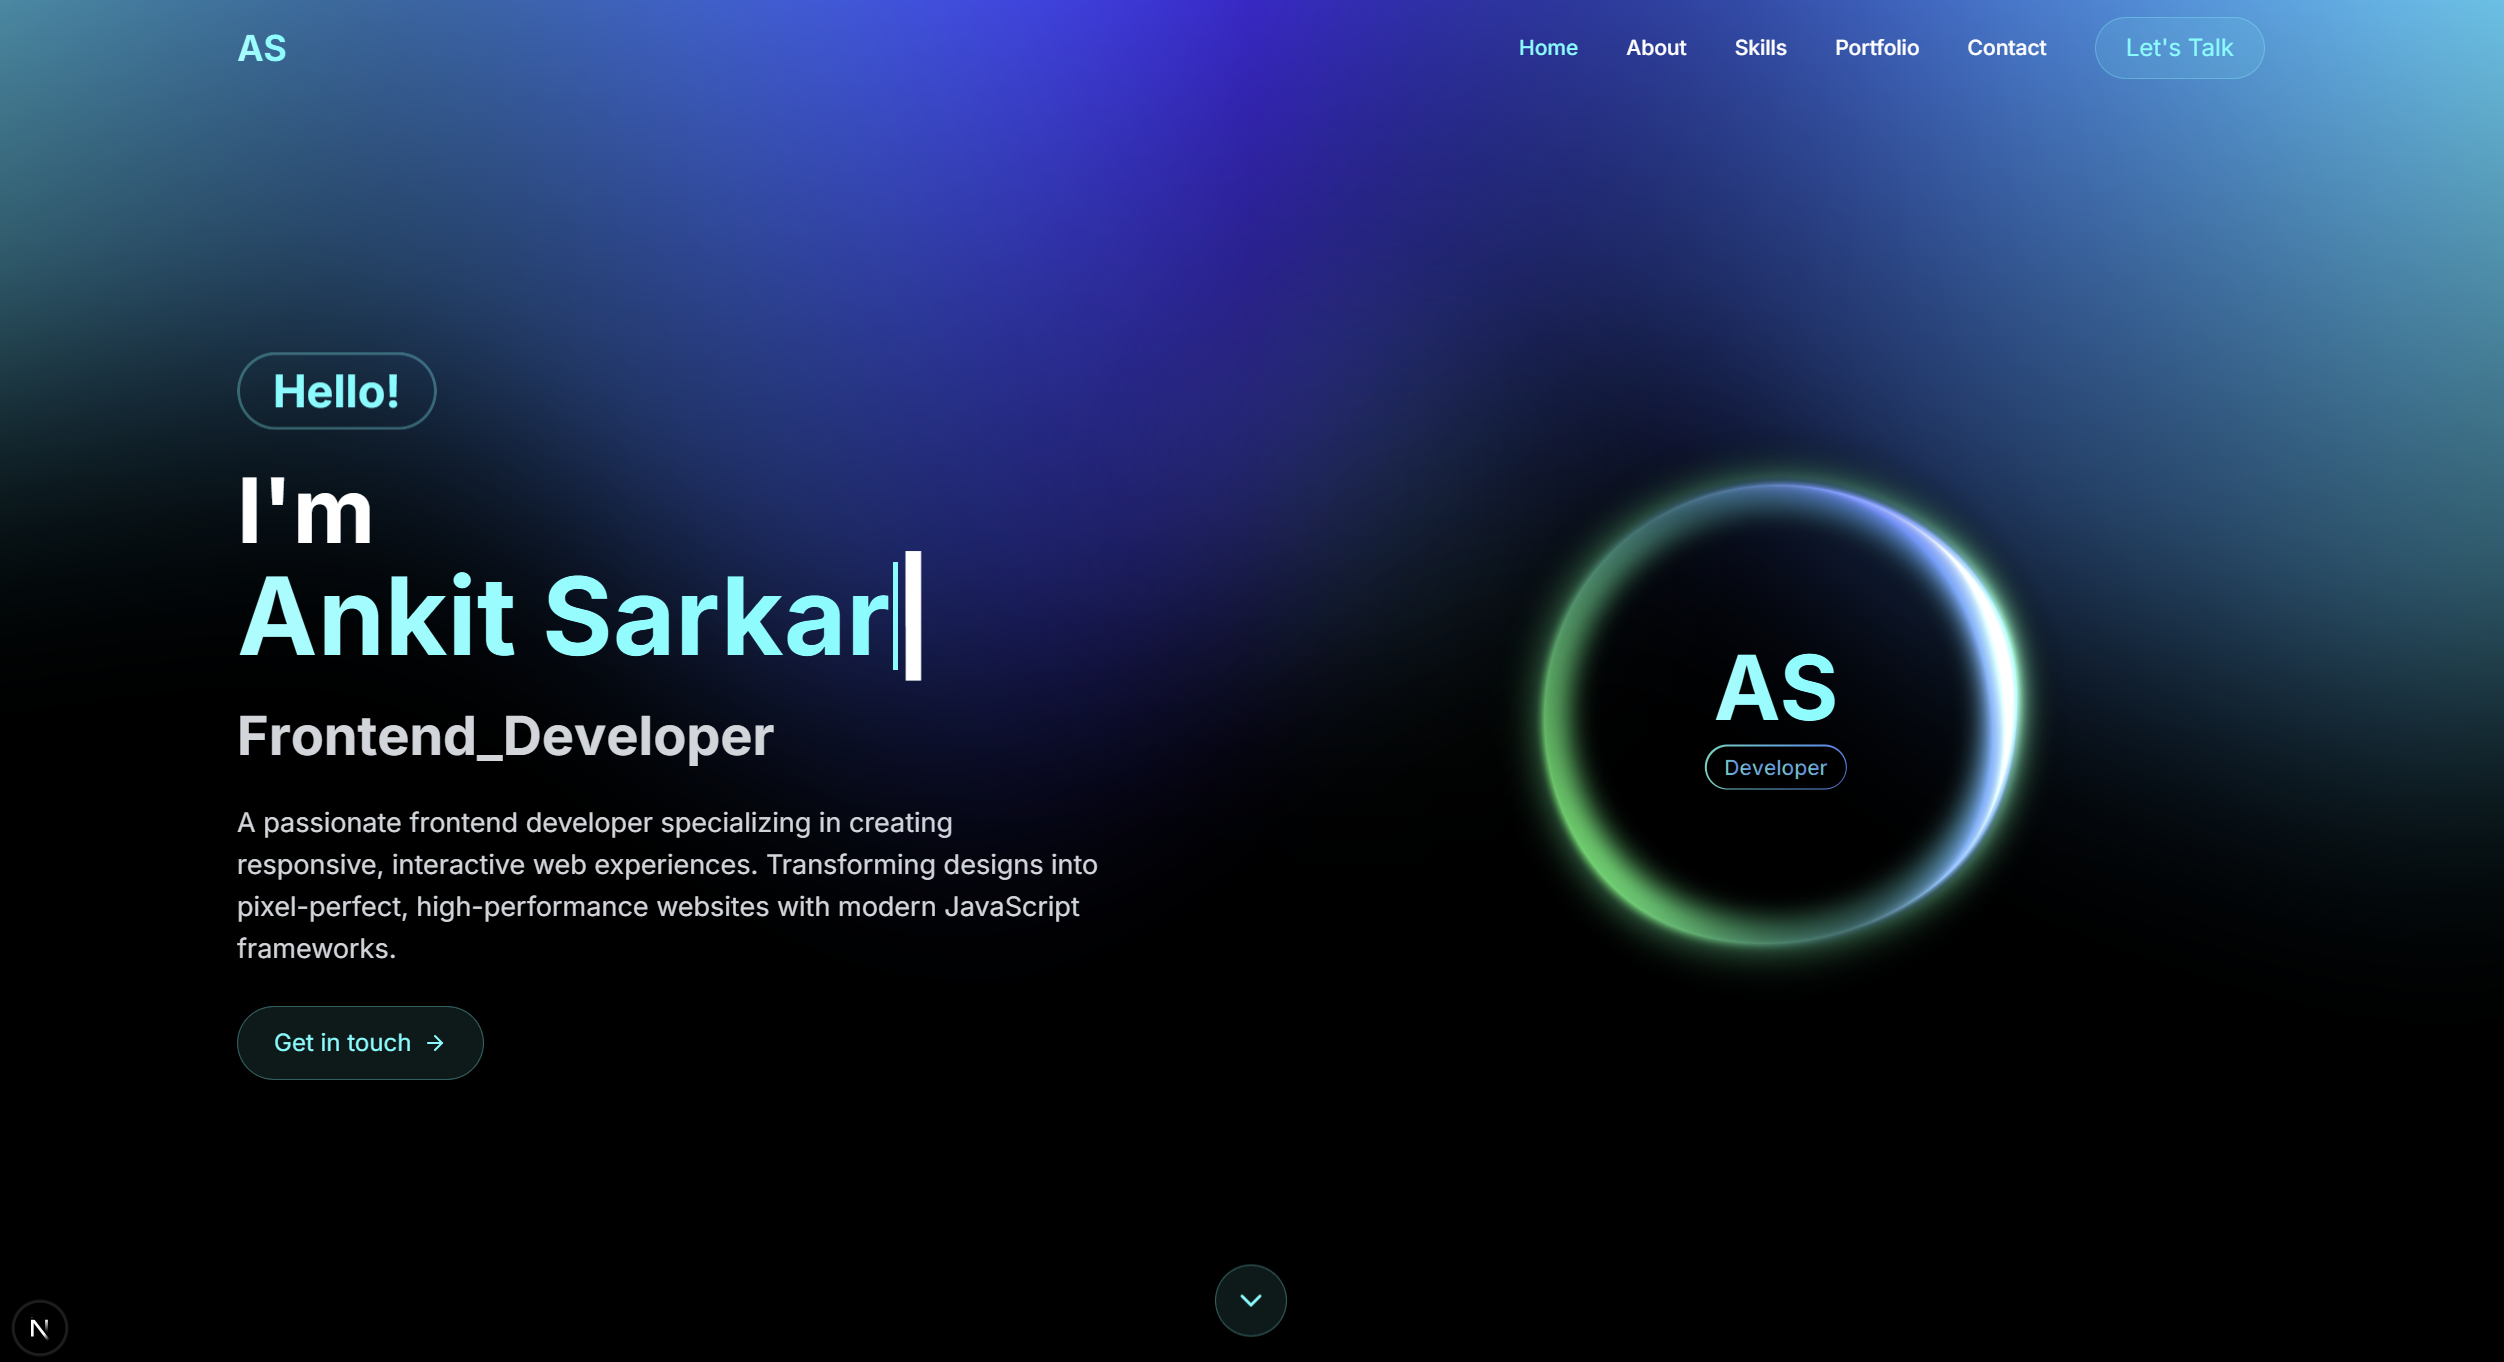 AS
Home About Skills Portfolio Contact Let's Talk
Hello!
I'm
Ankit Sarkar
Frontend_Developer
A passionate frontend developer specializing in creating
responsive, interactive web experiences. Transforming designs into
pixel-perfect, high-performance websites with modern JavaScript
frameworks.
Get in touch
AS
Developer
N